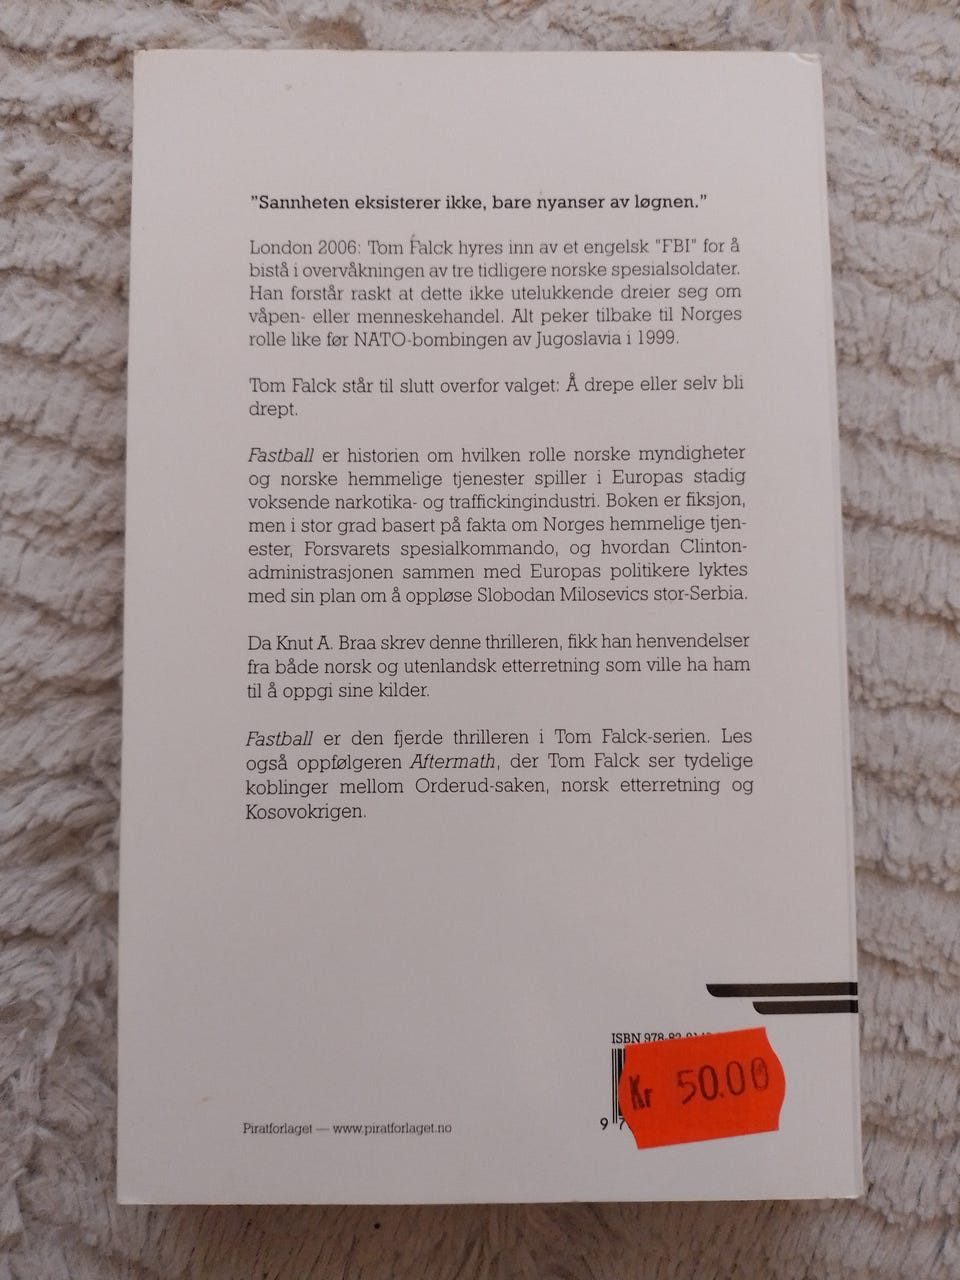 ”Sannheten eksisterer ikke, bare nyanser av løgnen.”
London 2006: Tom Falck hyres inn av et engelsk "FBI" for å
bistå i overvåkningen av tre tidligere norske spesialsoldater.
Han forstår raskt at dette ikke utelukkende dreier seg om
våpen- eller menneskehandel. Alt peker tilbake til Norges
rolle like før NATO-bombingen av Jugoslavia i 1999.
Tom Falck står til slutt overfor valget: Å drepe eller selv bli
drept.
Fastball er historien om hvilken rolle norske myndigheter
og norske hemmelige tjenester spiller i Europas stadig
voksende narkotika- og traffickingindustri. Boken er fiksjon,
men i stor grad basert på fakta om Norges hemmelige tjen-
ester, Forsvarets spesialkommando, og hvordan Clinton-
administrasjonen sammen med Europas politikere lyktes
med sin plan om å oppløse Slobodan Milosevics stor-Serbia.
Da Knut A. Braa skrev denne thrilleren, fikk han henvendelser
fra både norsk og utenlandsk etterretning som ville ha ham
til å oppgi sine kilder.
Fastball er den fjerde thrilleren i Tom Falck-serien. Les
også oppfølgeren Aftermath, der Tom Falck ser tydelige
koblinger mellom Orderud-saken, norsk etterretning og
Kosovokrigen.
ISBN 978-82-
Kr 50.00
9 7
Piratforlaget — www.piratforlaget.no